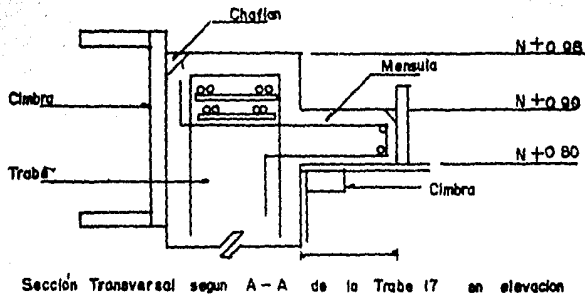 Chaflan
N+0 98
Mensula
Cimbra
N+0 90
N+0 80
Trabe
Cimbra
Sección Transversal segun A-A de la Trabe 17 en elevacion